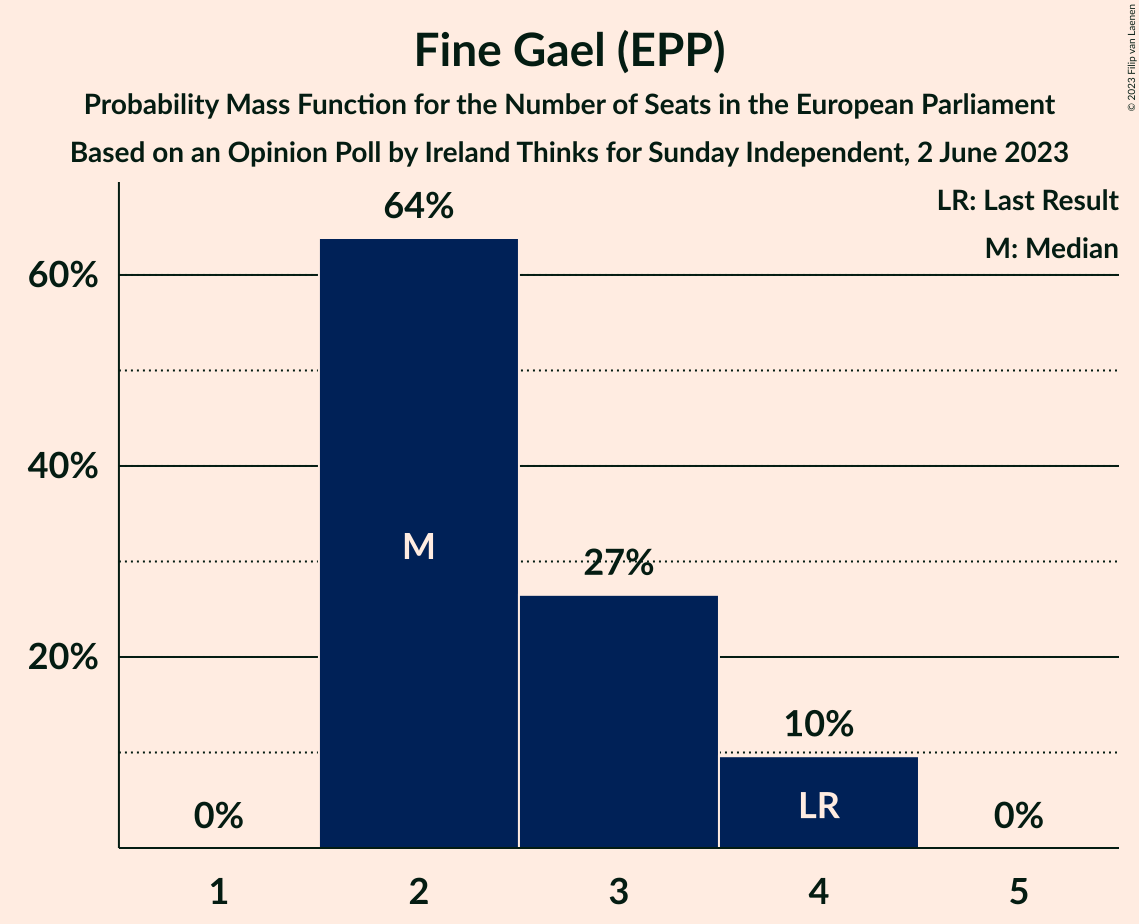 Fine Gael (EPP)
Probability Mass Function for the Number of Seats in the European Parliament
Based on an Opinion Poll by Ireland Thinks for Sunday Independent, 2 June 2023
© 2023 Filip van Laenen
LR: Last Result
M: Median
60%
40%
20%
0%
64%
27%
10%
0%
M
LR
1
2
3
4
5